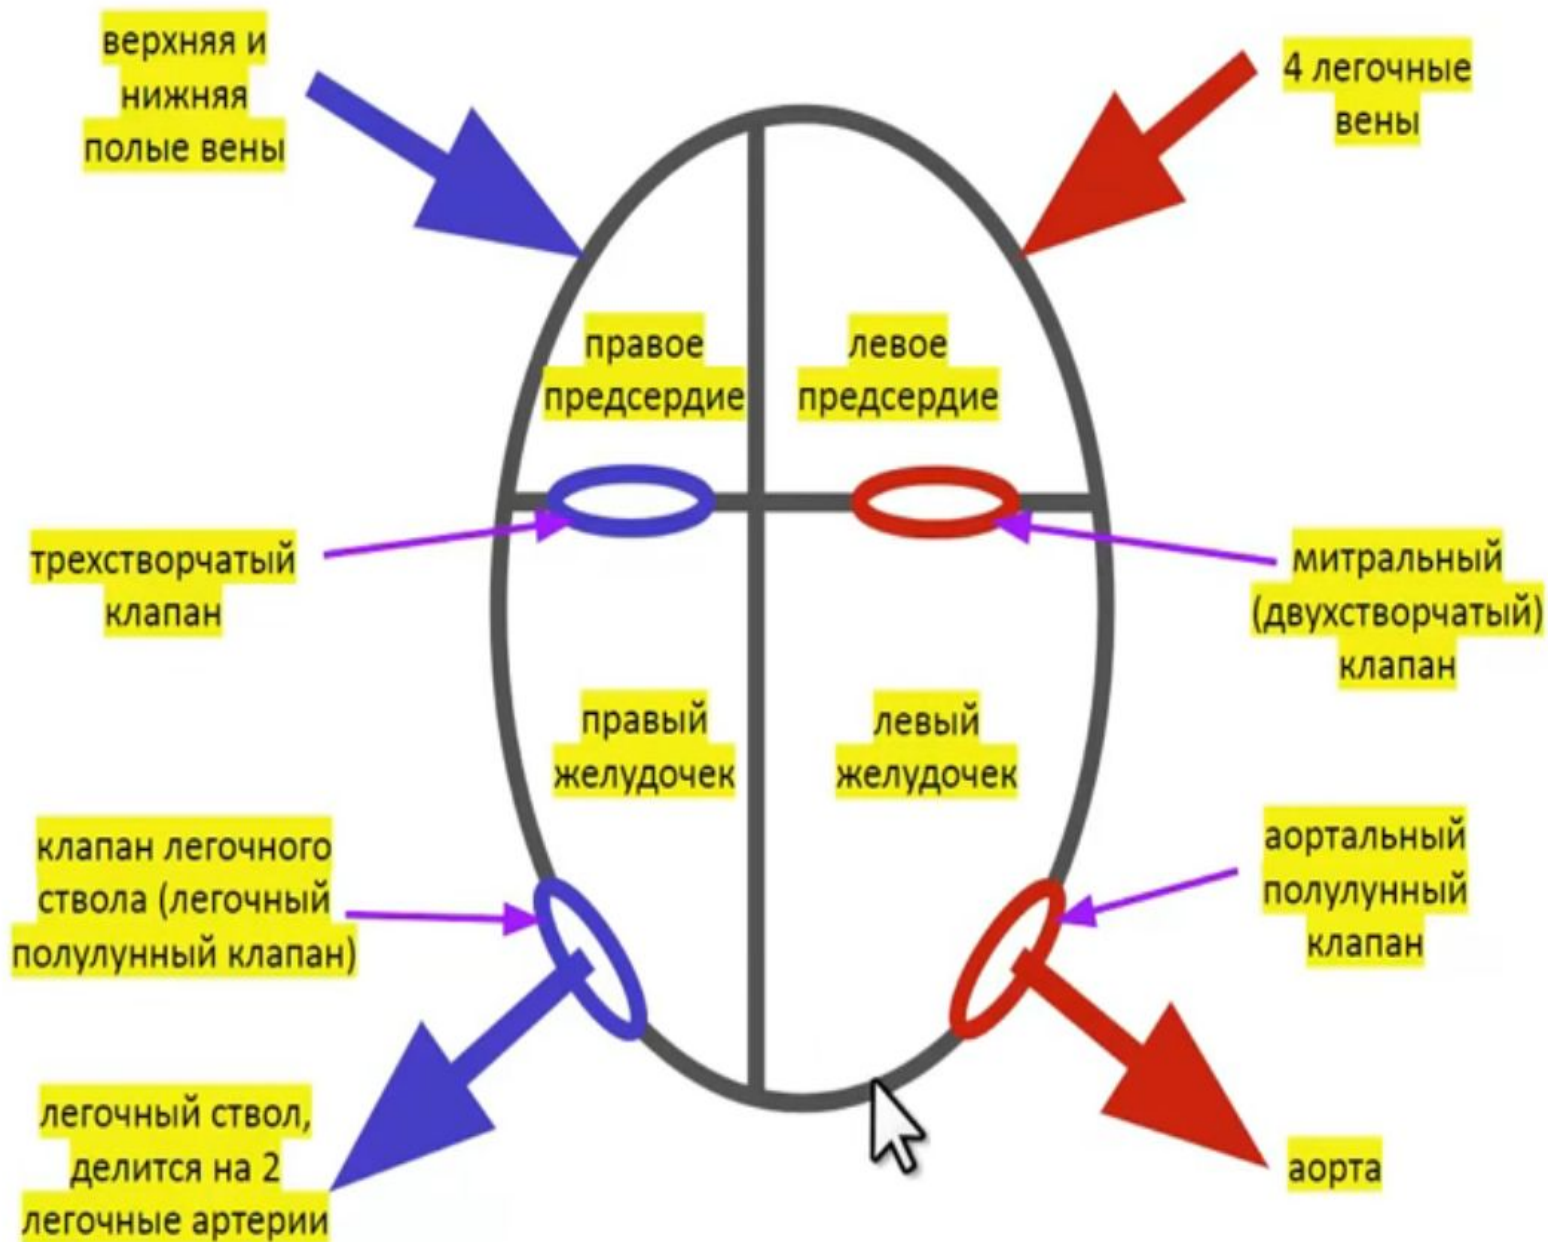 верхняя и
нижняя
полые вены
4 легочные
вены
правое
предсердие
левое
предсердие
трехстворчатый
клапан
митральный
(двухстворчатый)
клапан
правый
желудочек
левый
желудочек
клапан легочного
ствола (легочный
полулунный клапан)
аортальный
полулунный
клапан
легочный ствол,
делится на 2
легочные артерии
аорта